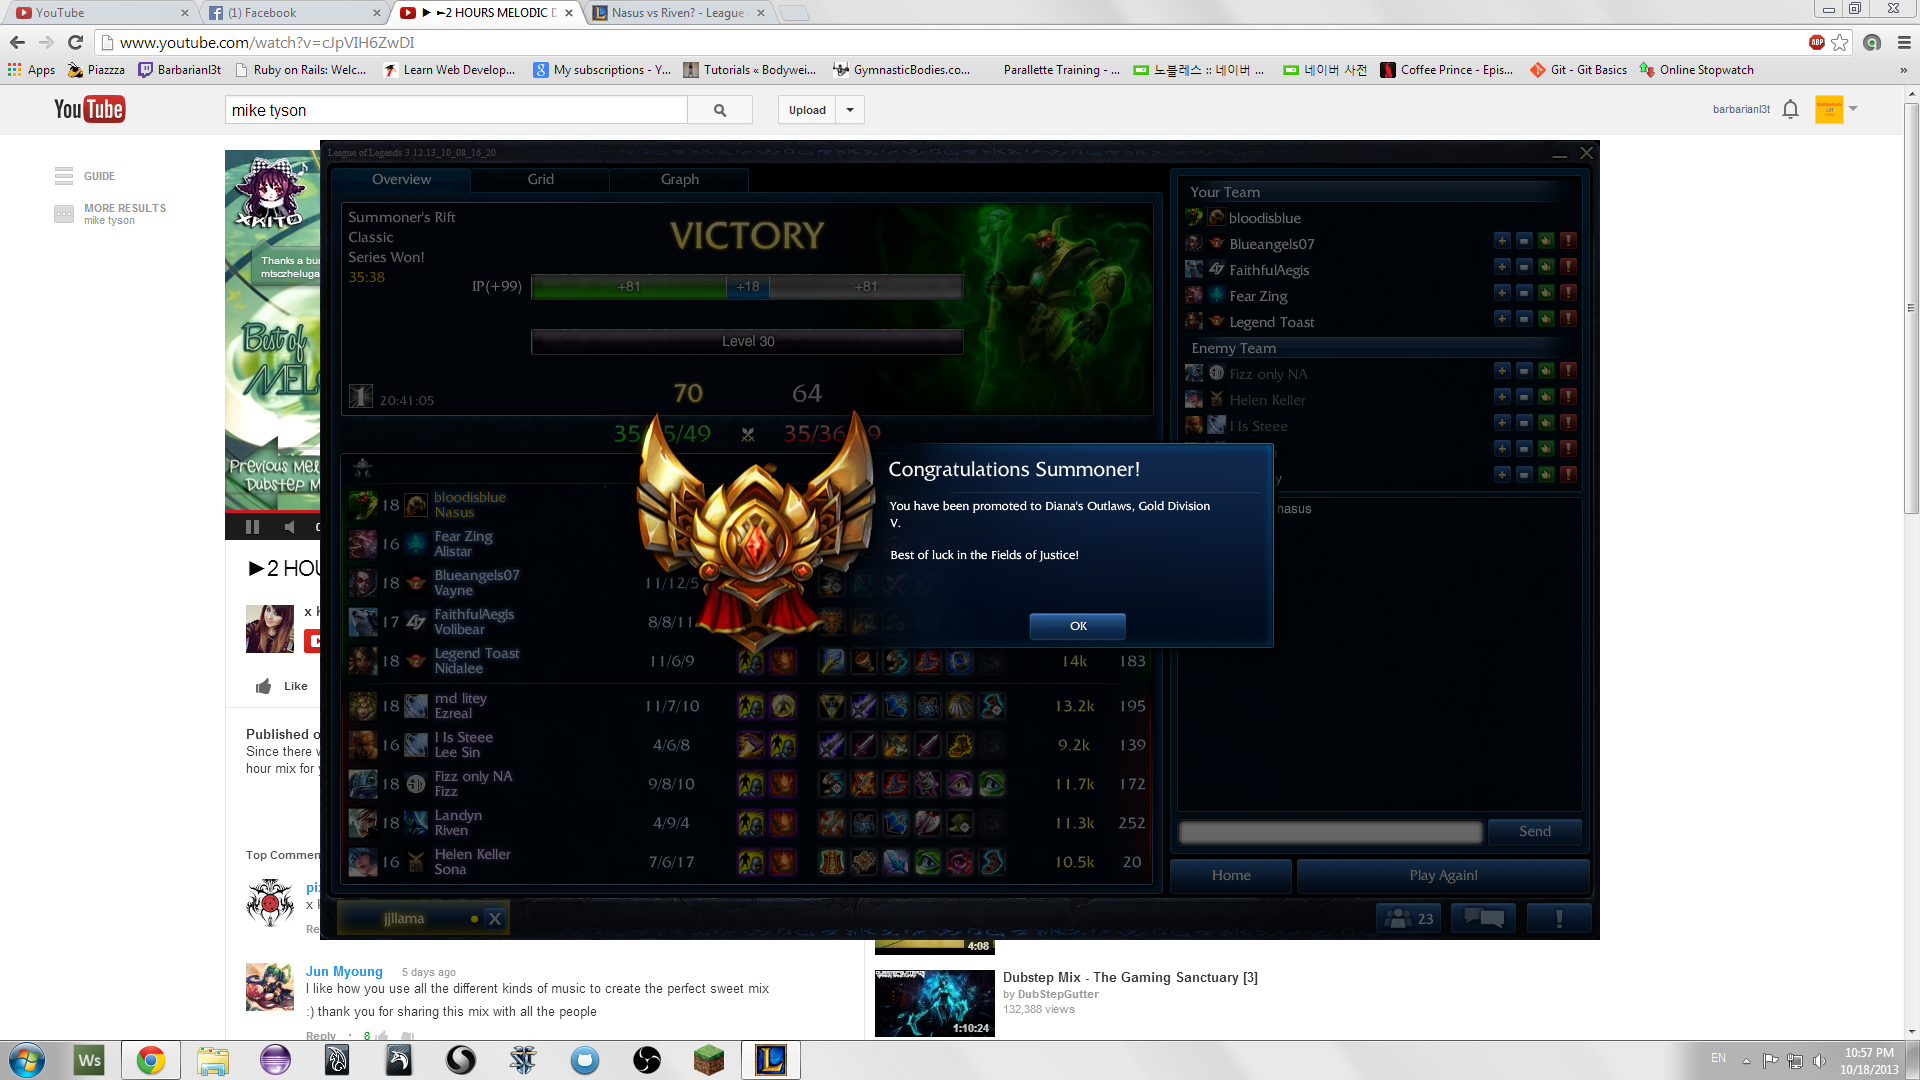 YouTube
(1) Facebook
► ►2 HOURS MELODIC D
Nasus vs Riven? - League
www.youtube.com/watch?v=cJpVIH6ZwDI
ABP
Apps
Piazzza
Barbarianl3t
Ruby on Rails: Welc...
Learn Web Develop...
My subscriptions - Y...
Tutorials « Bodywei...
GymnasticBodies.co...
Parallette Training - ...
노블레스 :: 네이버 ...
네이버 사전
Coffee Prince - Epis...
Git - Git Basics
Online Stopwatch
»
YouTube
mike tyson
Upload
barbarianl3t
GUIDE
MORE RESULTS
mike tyson
XKITO
Thanks a bu
mtsczheluga
Best of
MEL
Previous Mel
Dubstep M
►2 HOU
x K
Like
Published o
Since there w
hour mix for y
Top Commen
pi
x k
Re
Jun Myoung 5 days ago
I like how you use all the different kinds of music to create the perfect sweet mix
:) thank you for sharing this mix with all the people
Reply · 8
League of Legends 3.12.13_10_08_16_20
Overview
Grid
Graph
Summoner's Rift
Classic
Series Won!
35:38
VICTORY
IP(+99)
+81
+18
+81
Level 30
20:41:05
70
64
35/ 5/49
35/36/ 9
18 bloodisblue
Nasus
16 Fear Zing
Alistar
18 Blueangels07
Vayne
11/12/5
17 FaithfulAegis
Volibear
8/8/11
18 Legend Toast
Nidalee
11/6/9
14k
183
18 md litey
Ezreal
11/7/10
13.2k
195
16 I Is Steee
Lee Sin
4/6/8
9.2k
139
18 Fizz only NA
Fizz
9/8/10
11.7k
172
18 Landyn
Riven
4/9/4
11.3k
252
16 Helen Keller
Sona
7/6/17
10.5k
20
Congratulations Summoner!
You have been promoted to Diana's Outlaws, Gold Division
V.
Best of luck in the Fields of Justice!
OK
Your Team
bloodisblue
Blueangels07
FaithfulAegis
Fear Zing
Legend Toast
Enemy Team
Fizz only NA
Helen Keller
I Is Steee
nasus
Send
Home
Play Again!
jjllama
23
4:08
1:10:24
Dubstep Mix - The Gaming Sanctuary [3]
by DubStepGutter
132,388 views
Ws
EN
10:57 PM
10/18/2013